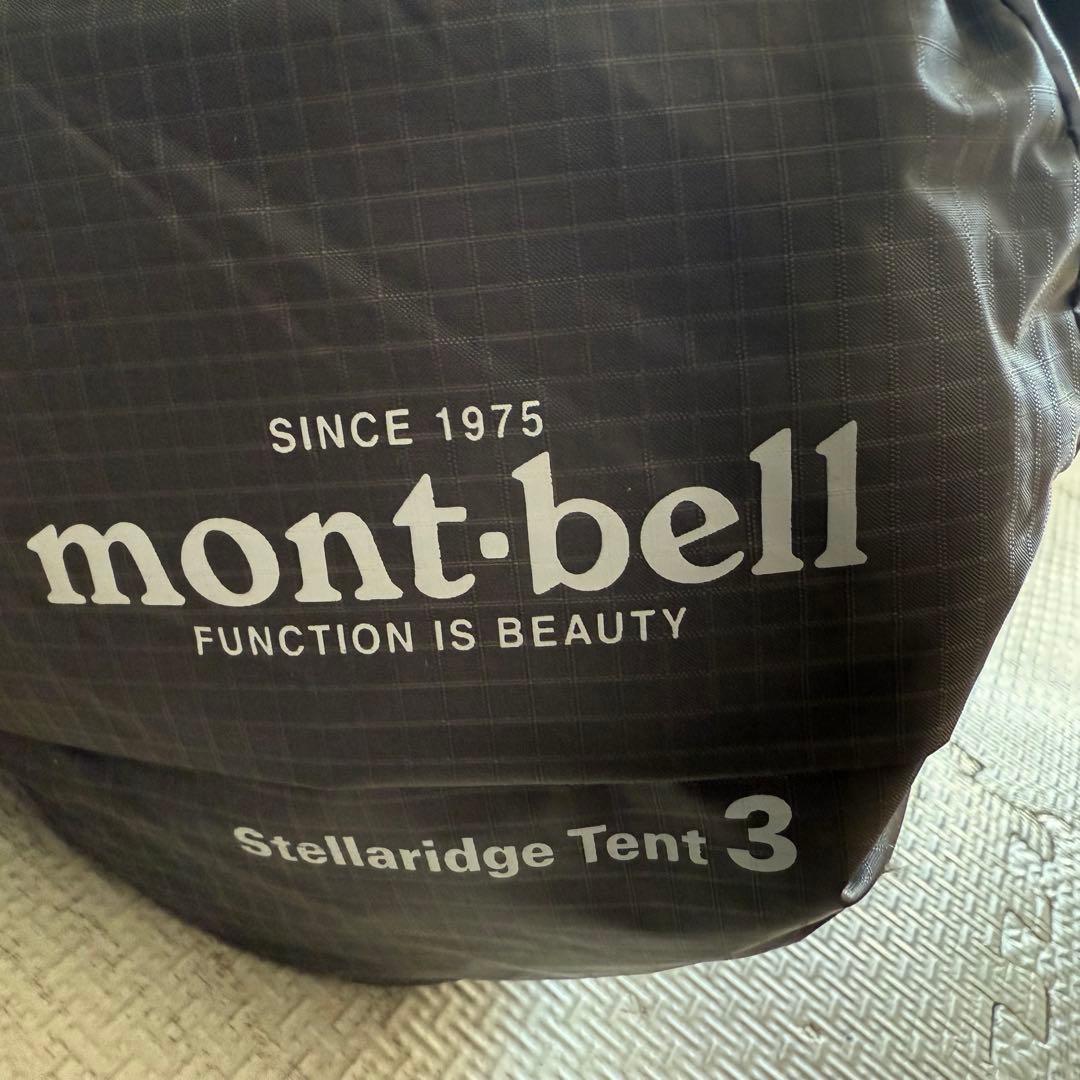 SINCE 1975
mont·bell
FUNCTION IS BEAUTY
Stellaridge Tent 3